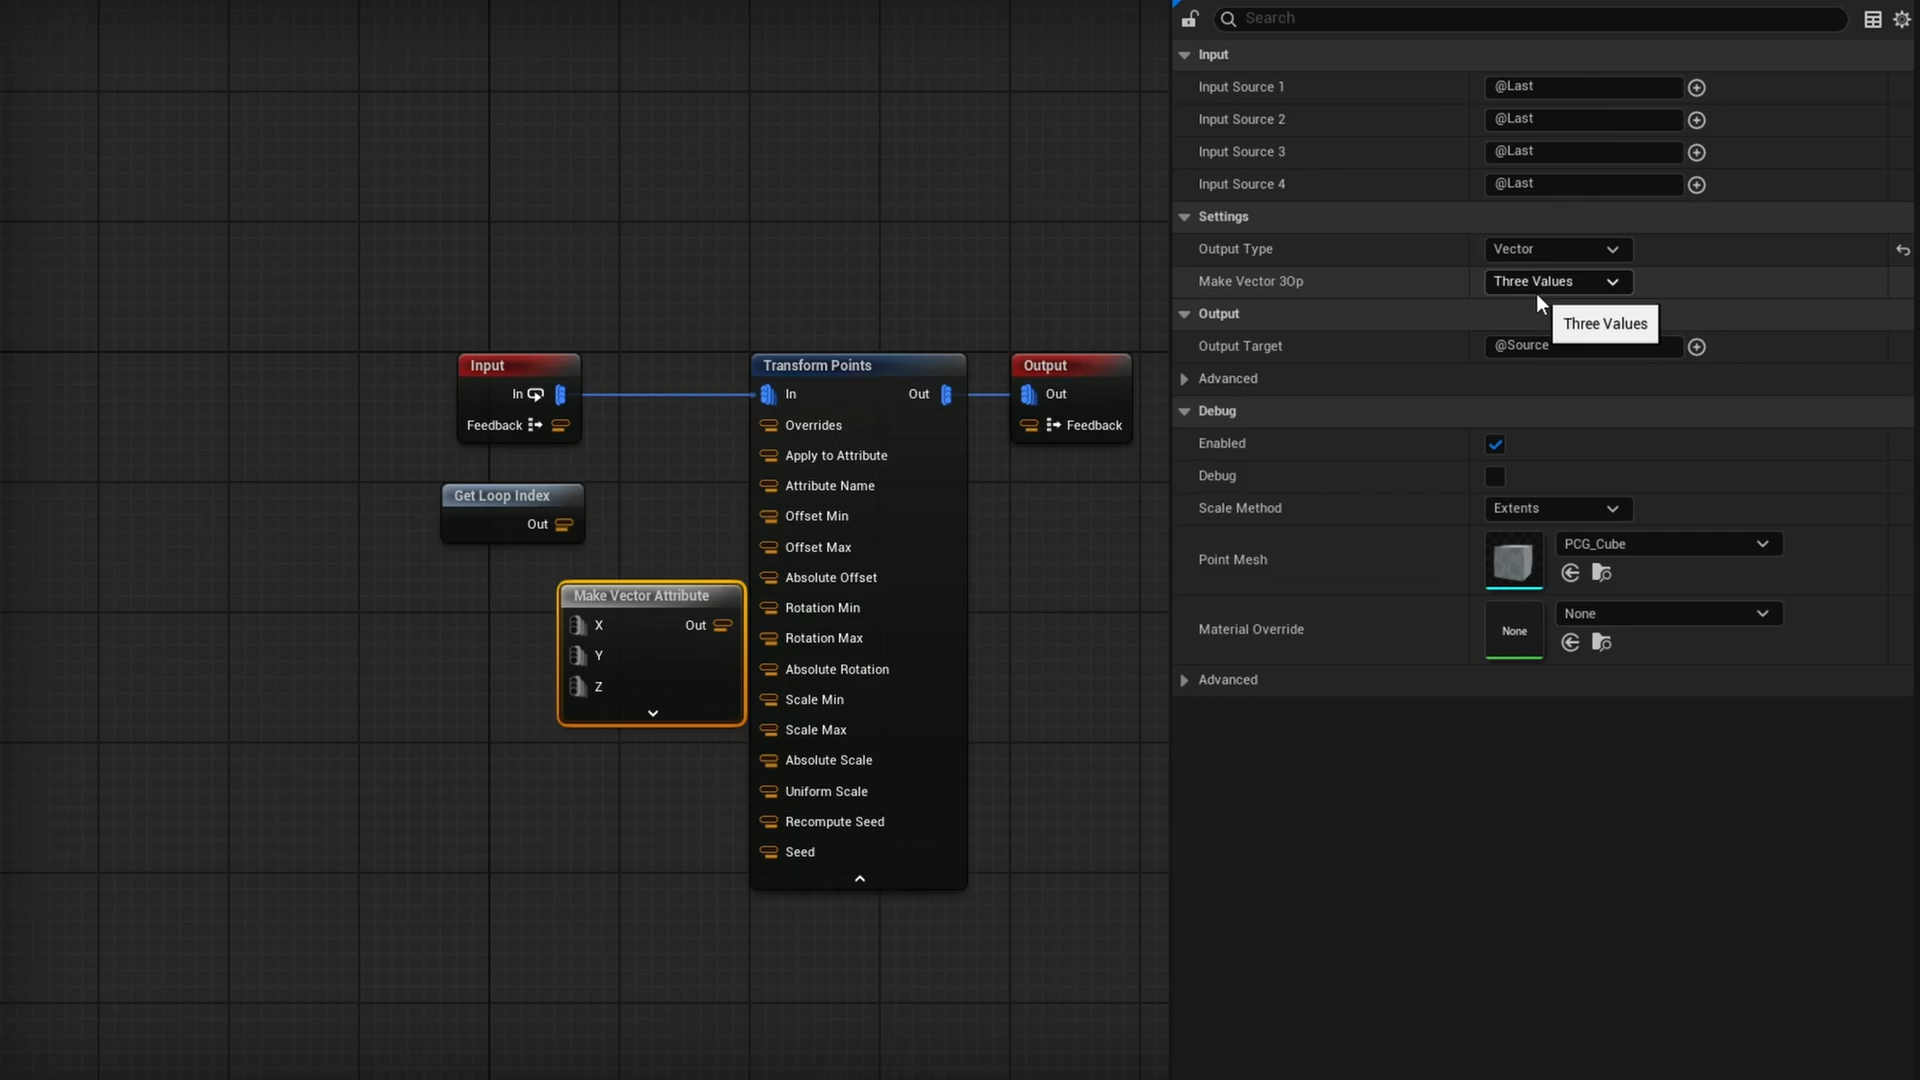 Input
In
Feedback
Get Loop Index
Out
Make Vector Attribute
X
Out
Y
Z
Transform Points
In
Out
Overrides
Apply to Attribute
Attribute Name
Offset Min
Offset Max
Absolute Offset
Rotation Min
Rotation Max
Absolute Rotation
Scale Min
Scale Max
Absolute Scale
Uniform Scale
Recompute Seed
Seed
Output
Out
Feedback
Search
Input
Input Source 1 @Last
Input Source 2 @Last
Input Source 3 @Last
Input Source 4 @Last
Settings
Output Type Vector
Make Vector 3Op Three Values
Output
Three Values
Output Target @Source
Advanced
Debug
Enabled
Debug
Scale Method Extents
Point Mesh PCG_Cube
Material Override None None
Advanced